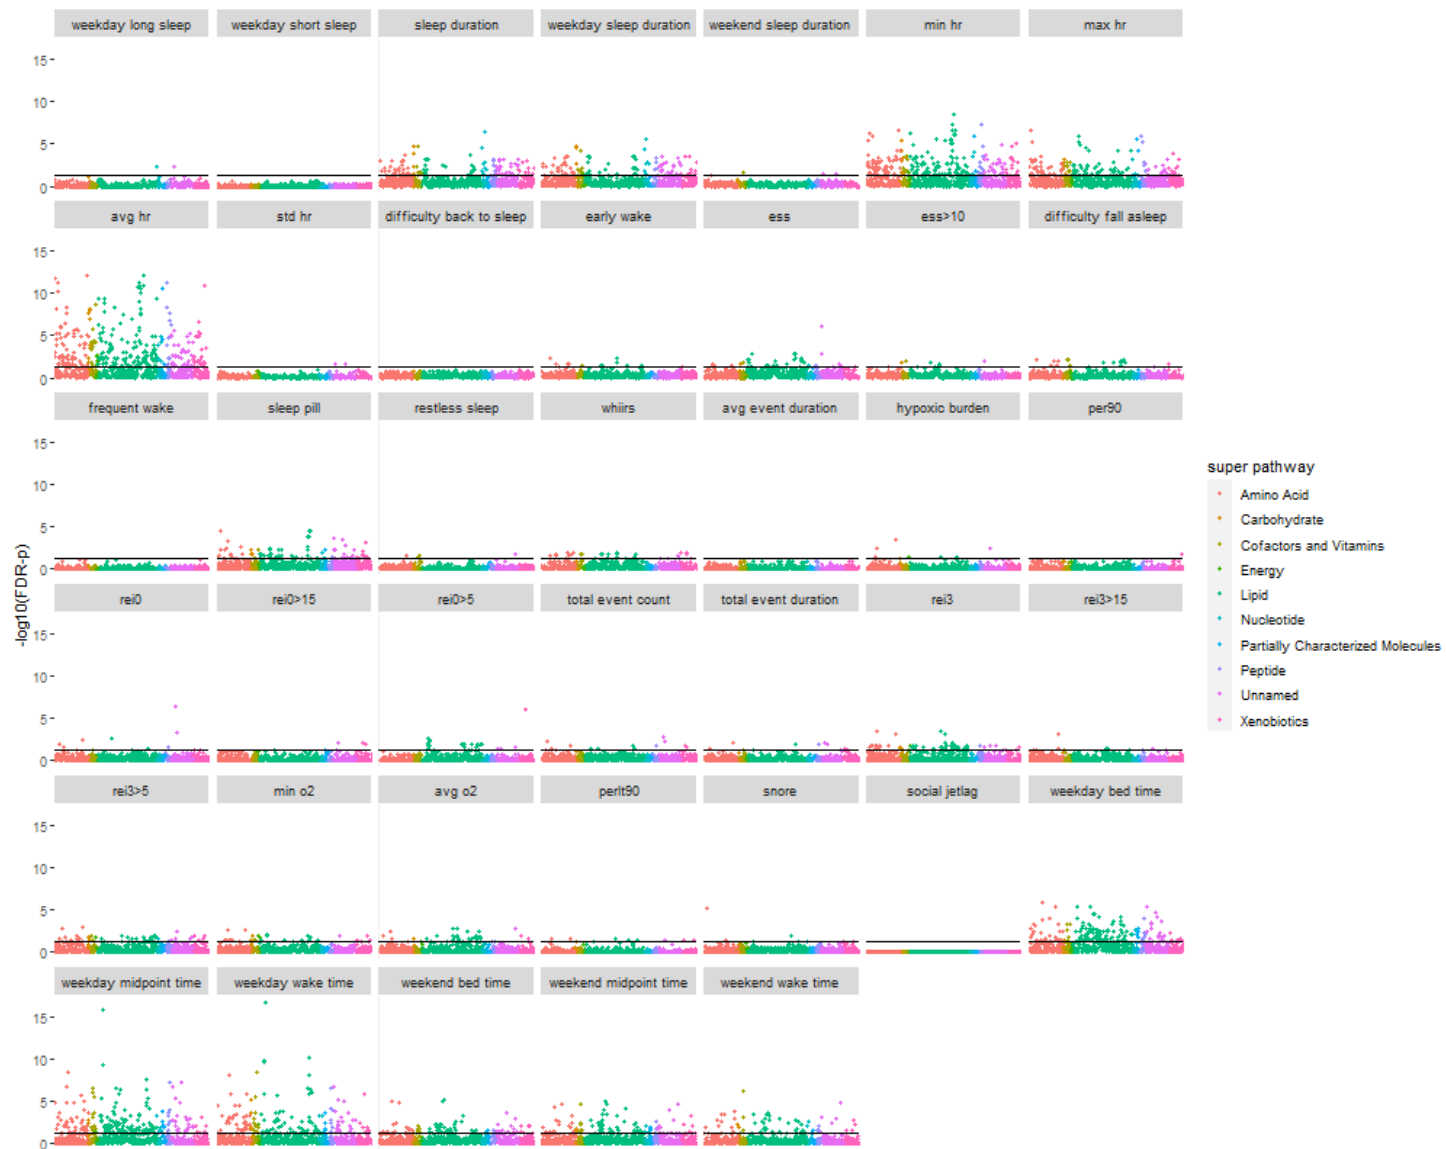 weekday long sleep weekday short sleep sleep duration weekday sleep duration weekend sleep duration min hr max hr
15
10
5
0
avg hr std hr difficulty back to sleep early wake ess ess>10 difficulty fall asleep
15
10
5
0
frequent wake sleep pill restless sleep whiirs avg event duration hypoxic burden per90
15
10
5
0
rei0 rei0>15 rei0>5 total event count total event duration rei3 rei3>15
15
10
5
0
rei3>5 min o2 avg o2 perlt90 snore social jetlag weekday bed time
15
10
5
0
weekday midpoint time weekday wake time weekend bed time weekend midpoint time weekend wake time
15
10
5
0
-log10(FDR-p)
super pathway
Amino Acid
Carbohydrate
Cofactors and Vitamins
Energy
Lipid
Nucleotide
Partially Characterized Molecules
Peptide
Unnamed
Xenobiotics